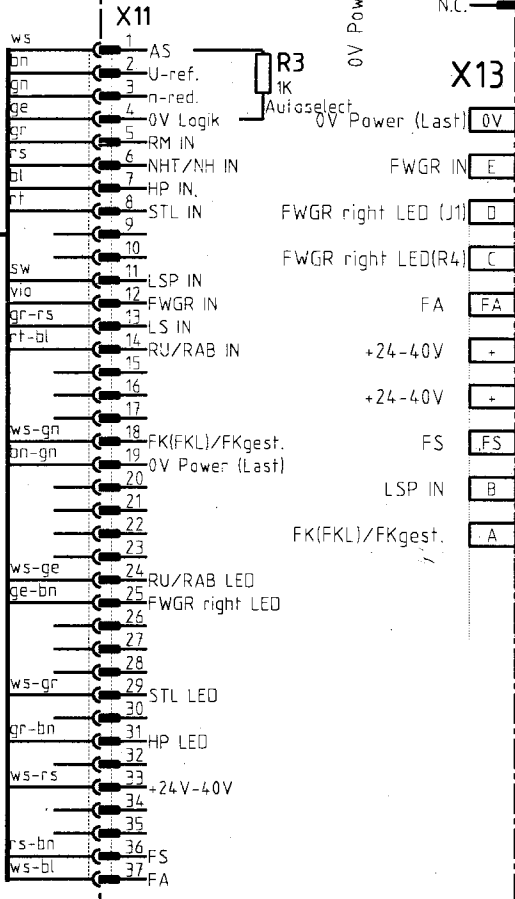 N.C.
0V Pow
X11
ws 1 AS
bn 2 U-ref.
gn 3 n-red.
ge 4 0V Logik
gr 5 RM IN
rs 6 NHT/NH IN
bl 7 HP IN.
rt 8 STL IN
9
10
sw 11 LSP IN
vio 12 FWGR IN
gr-rs 13 LS IN
rt-bl 14 RU/RAB IN
15
16
17
ws-gn 18 FK(FKL)/FKgest.
bn-gn 19 0V Power (Last)
20
21
22
23
ws-ge 24 RU/RAB LED
ge-bn 25 FWGR right LED
26
27
28
ws-gr 29 STL LED
30
gr-bn 31 HP LED
32
ws-rs 33 +24V-40V
34
35
rs-bn 36 FS
ws-bl 37 FA
R3
1K
Autoselect
X13
0V Power (Last) 0V
FWGR IN E
FWGR right LED (J1) D
FWGR right LED(R4) C
FA FA
+24-40V +
+24-40V +
FS FS
LSP IN B
FK(FKL)/FKgest. A